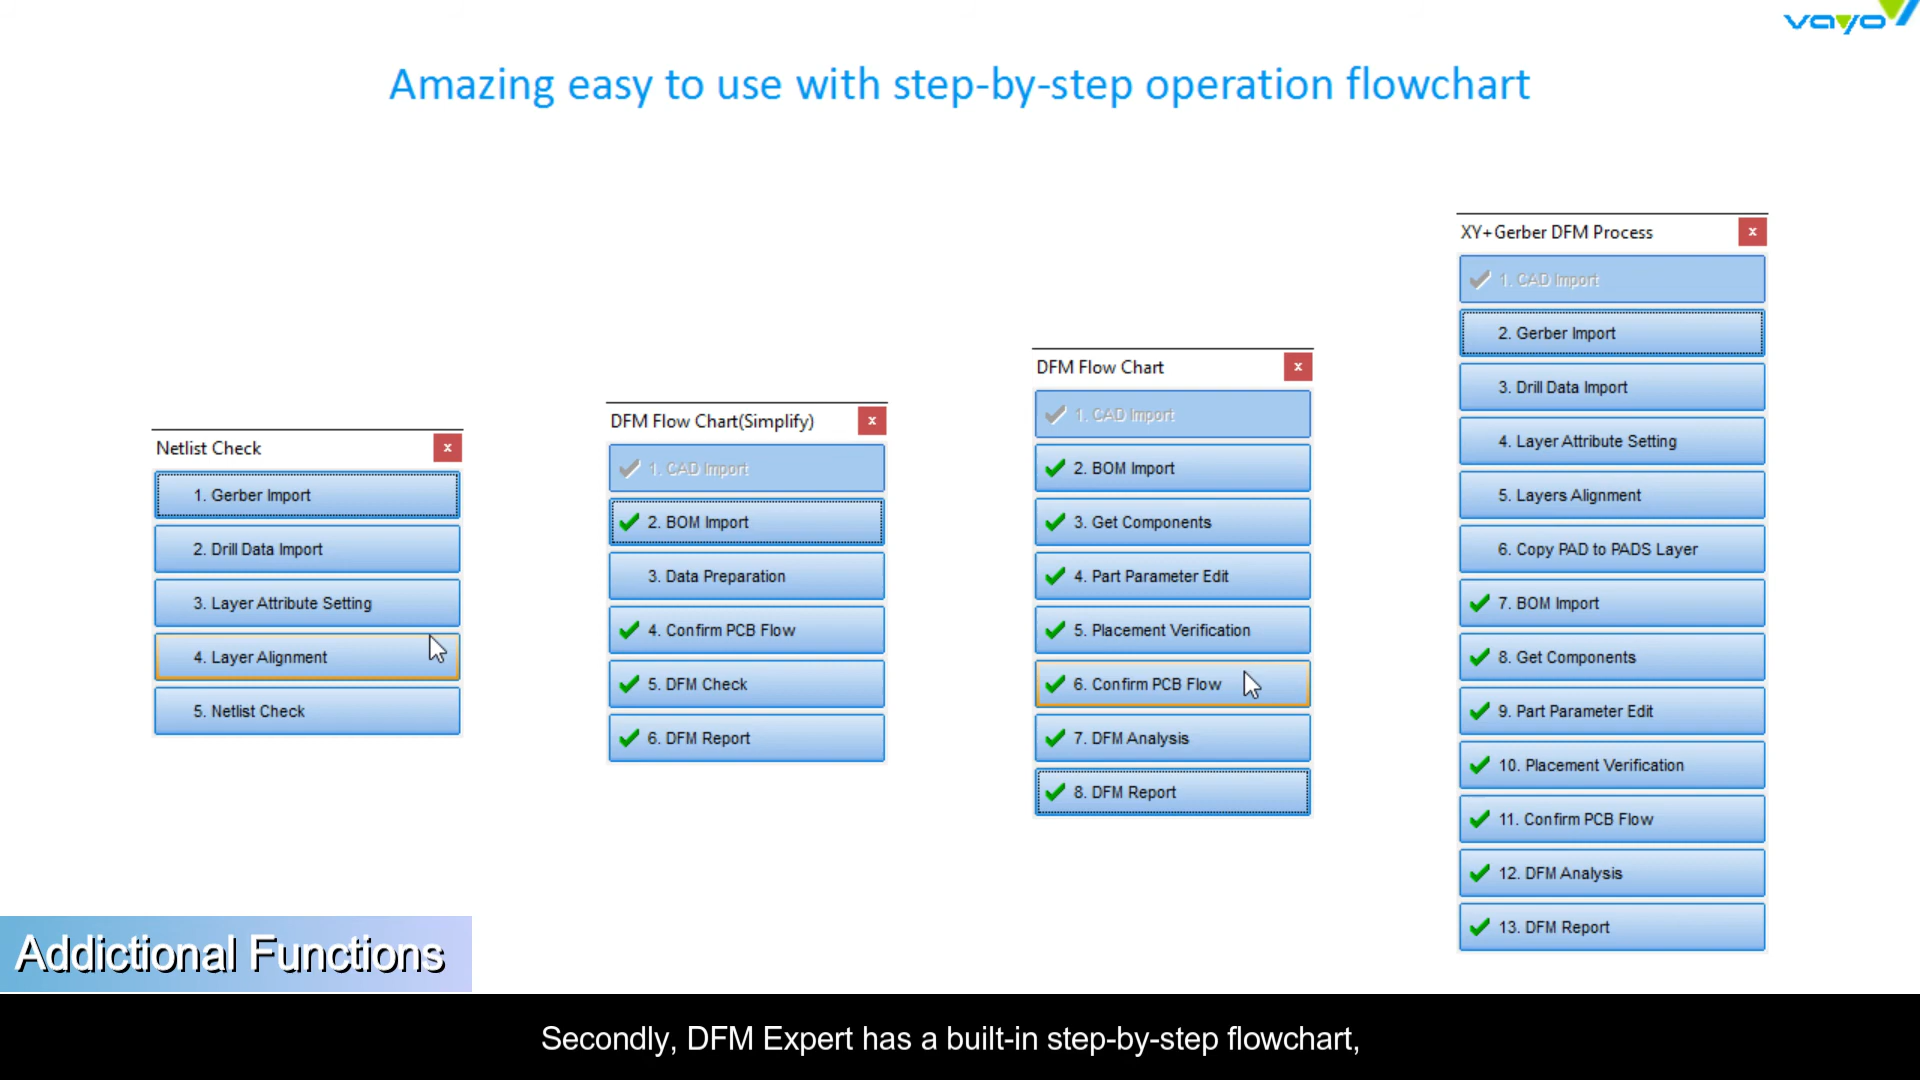 vayo
Amazing easy to use with step-by-step operation flowchart
Netlist Check
x
1. Gerber Import
2. Drill Data Import
3. Layer Attribute Setting
4. Layer Alignment
5. Netlist Check
DFM Flow Chart(Simplify)
x
1. CAD Import
2. BOM Import
3. Data Preparation
4. Confirm PCB Flow
5. DFM Check
6. DFM Report
DFM Flow Chart
x
1. CAD Import
2. BOM Import
3. Get Components
4. Part Parameter Edit
5. Placement Verification
6. Confirm PCB Flow
7. DFM Analysis
8. DFM Report
XY+Gerber DFM Process
x
1. CAD Import
2. Gerber Import
3. Drill Data Import
4. Layer Attribute Setting
5. Layers Alignment
6. Copy PAD to PADS Layer
7. BOM Import
8. Get Components
9. Part Parameter Edit
10. Placement Verification
11. Confirm PCB Flow
12. DFM Analysis
13. DFM Report
Addictional Functions
Secondly, DFM Expert has a built-in step-by-step flowchart,